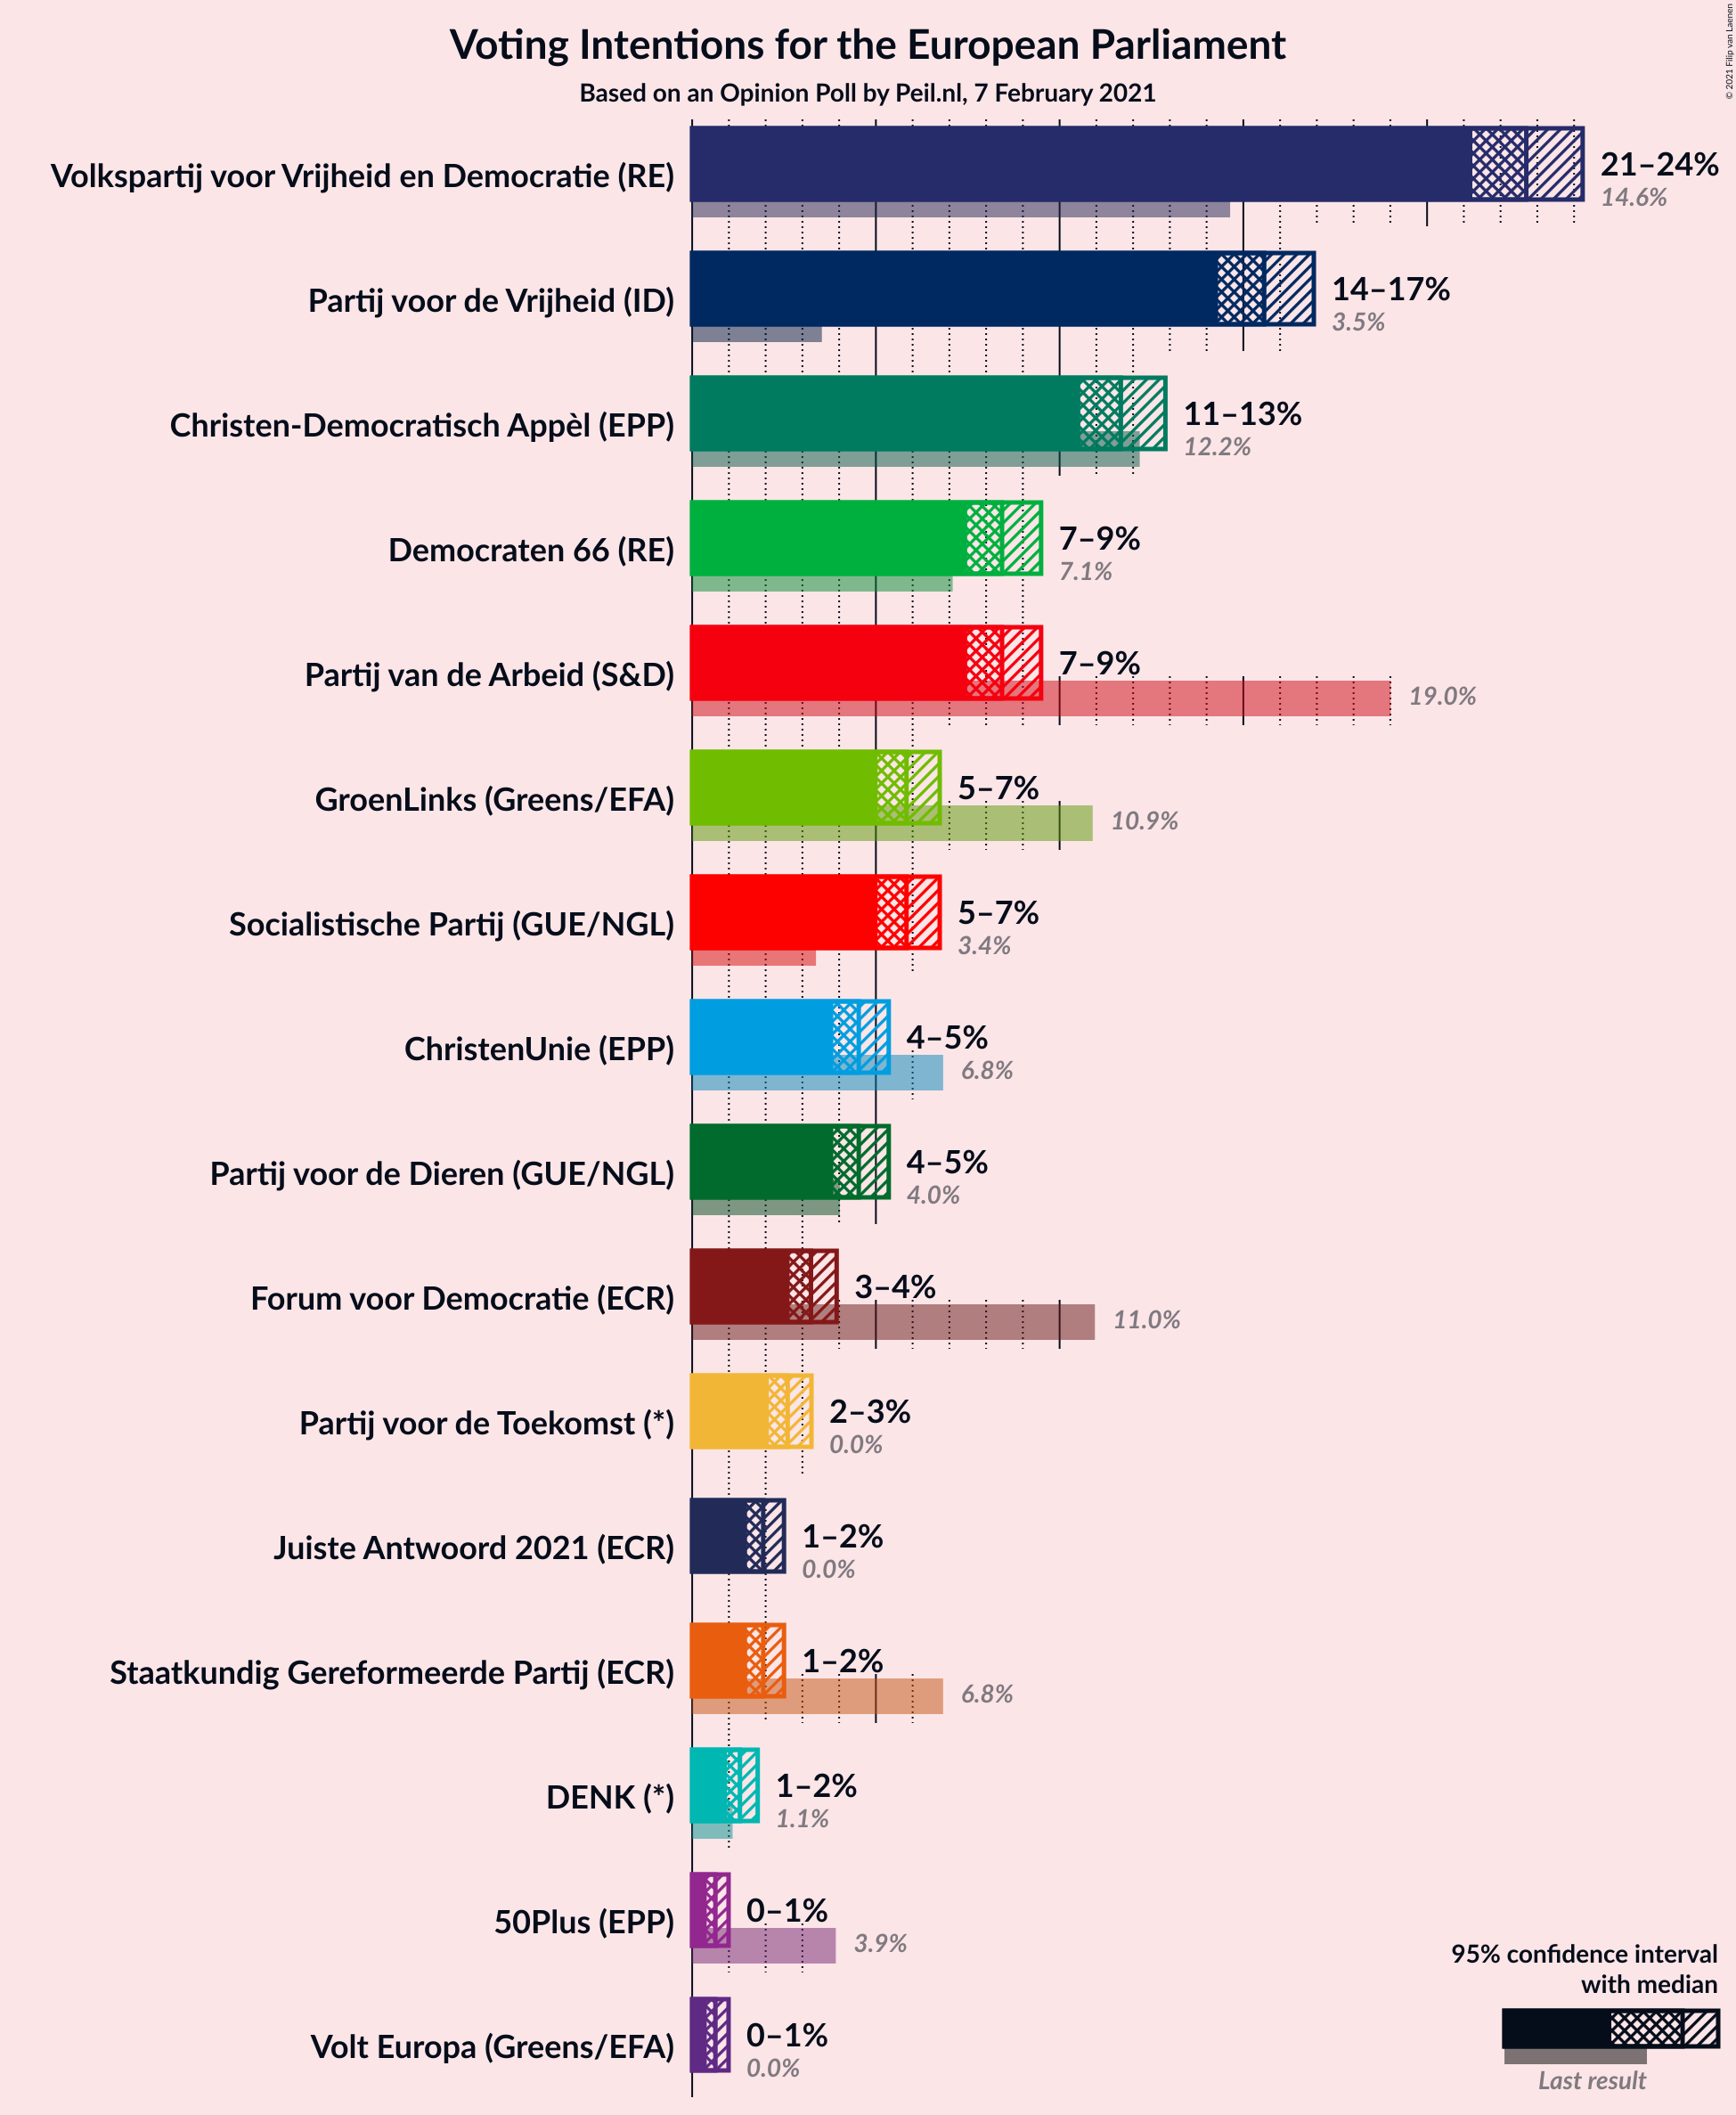 Voting Intentions for the European Parliament
Based on an Opinion Poll by Peil.nl, 7 February 2021
© 2021 Filip van Laenen
Volkspartij voor Vrijheid en Democratie (RE)
21–24%
14.6%
Partij voor de Vrijheid (ID)
14–17%
3.5%
Christen-Democratisch Appèl (EPP)
11–13%
12.2%
Democraten 66 (RE)
7–9%
7.1%
Partij van de Arbeid (S&D)
7–9%
19.0%
GroenLinks (Greens/EFA)
5–7%
10.9%
Socialistische Partij (GUE/NGL)
5–7%
3.4%
ChristenUnie (EPP)
4–5%
6.8%
Partij voor de Dieren (GUE/NGL)
4–5%
4.0%
Forum voor Democratie (ECR)
3–4%
11.0%
Partij voor de Toekomst (*)
2–3%
0.0%
Juiste Antwoord 2021 (ECR)
1–2%
0.0%
Staatkundig Gereformeerde Partij (ECR)
1–2%
6.8%
DENK (*)
1–2%
1.1%
50Plus (EPP)
0–1%
3.9%
Volt Europa (Greens/EFA)
0–1%
0.0%
95% confidence interval
with median
Last result